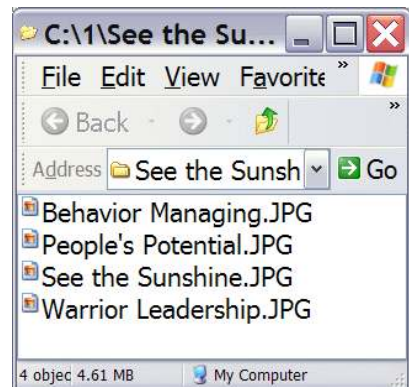 C:\1\See the Su...
File Edit View Favorite »
Back »
Address See the Sunsh Go
Behavior Managing.JPG
People's Potential.JPG
See the Sunshine.JPG
Warrior Leadership.JPG
4 objec 4.61 MB My Computer